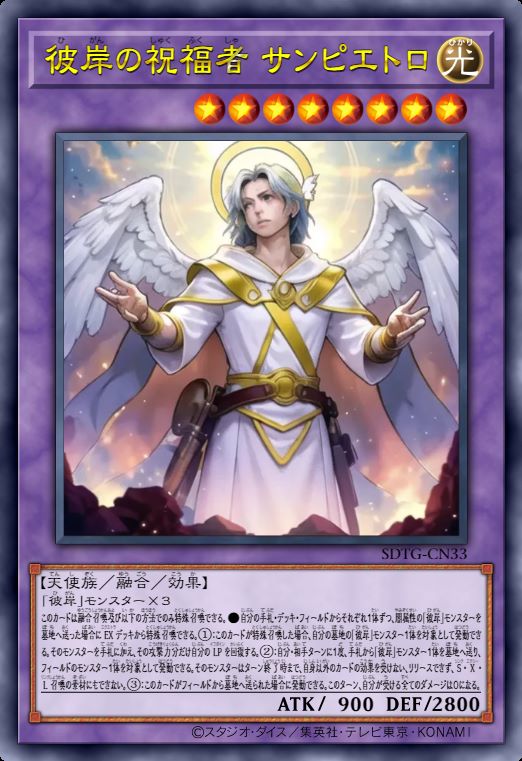 彼岸の祝福者 サンピエトロ 光
SDTG-CN33
【天使族／融合／効果】
「彼岸」モンスター×3
このカードは融合召喚及び以下の方法でのみ特殊召喚できる。●自分の手札・デッキ・フィールドからそれぞれ1体ずつ、闇属性の「彼岸」モンスターを
墓地へ送った場合にEXデッキから特殊召喚できる。①:このカードが特殊召喚した場合、自分の墓地の「彼岸」モンスター1体を対象として発動でき
る。そのモンスターを手札に加え、その攻撃力分だけ自分のLPを回復する。②:自分・相手ターンに1度、手札から「彼岸」モンスター1体を墓地へ送り、
フィールドのモンスター1体を対象として発動できる。そのモンスターはターン終了時まで、自身以外のカードの効果を受けない、リリースできず、S・X・
L召喚の素材にもできない。③:このカードがフィールドから墓地へ送られた場合に発動できる。このターン、自分が受ける全てのダメージは0になる。
ATK/ 900 DEF/2800
©スタジオ・ダイス／集英社・テレビ東京・KONAMI